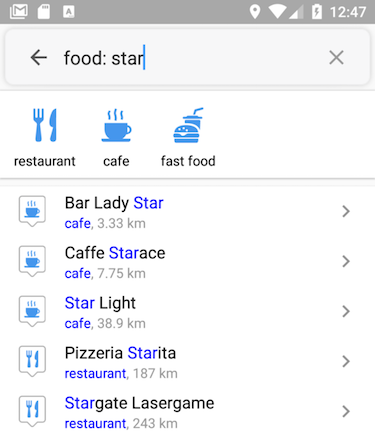 12:47
food: star
restaurant cafe fast food
Bar Lady Star
cafe, 3.33 km
Caffe Starace
cafe, 7.75 km
Star Light
cafe, 38.9 km
Pizzeria Starita
restaurant, 187 km
Stargate Lasergame
restaurant, 243 km